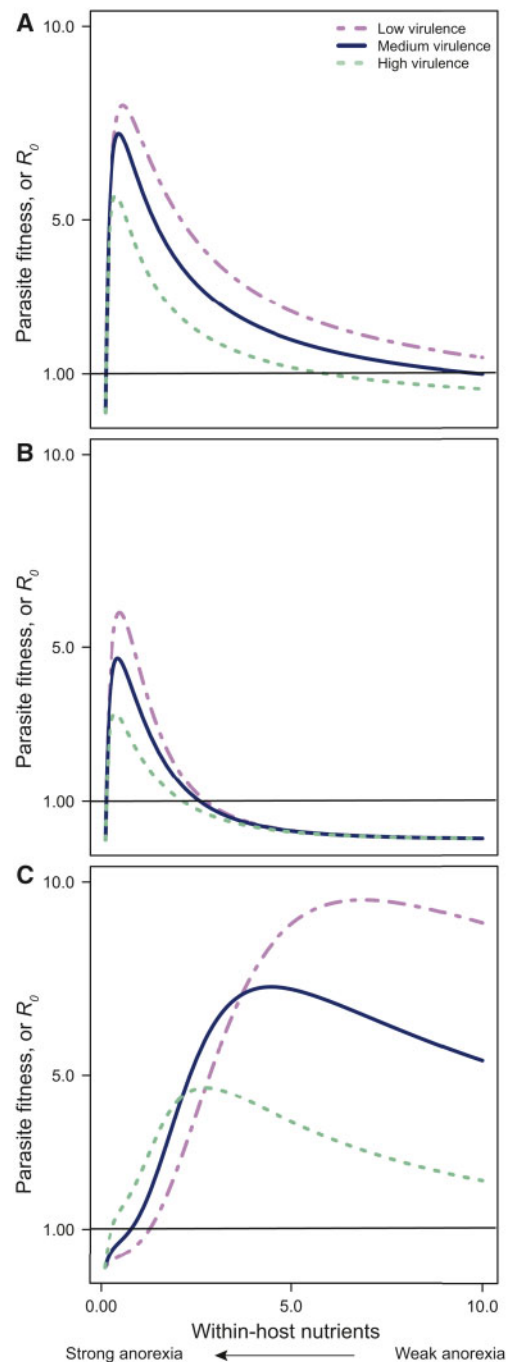 A
10.0
Low virulence
Medium virulence
High virulence
Parasite fitness, or R0
5.0
1.00
B
10.0
Parasite fitness, or R0
5.0
1.00
C
10.0
Parasite fitness, or R0
5.0
1.00
0.00 5.0 10.0
Within-host nutrients
Strong anorexia Weak anorexia